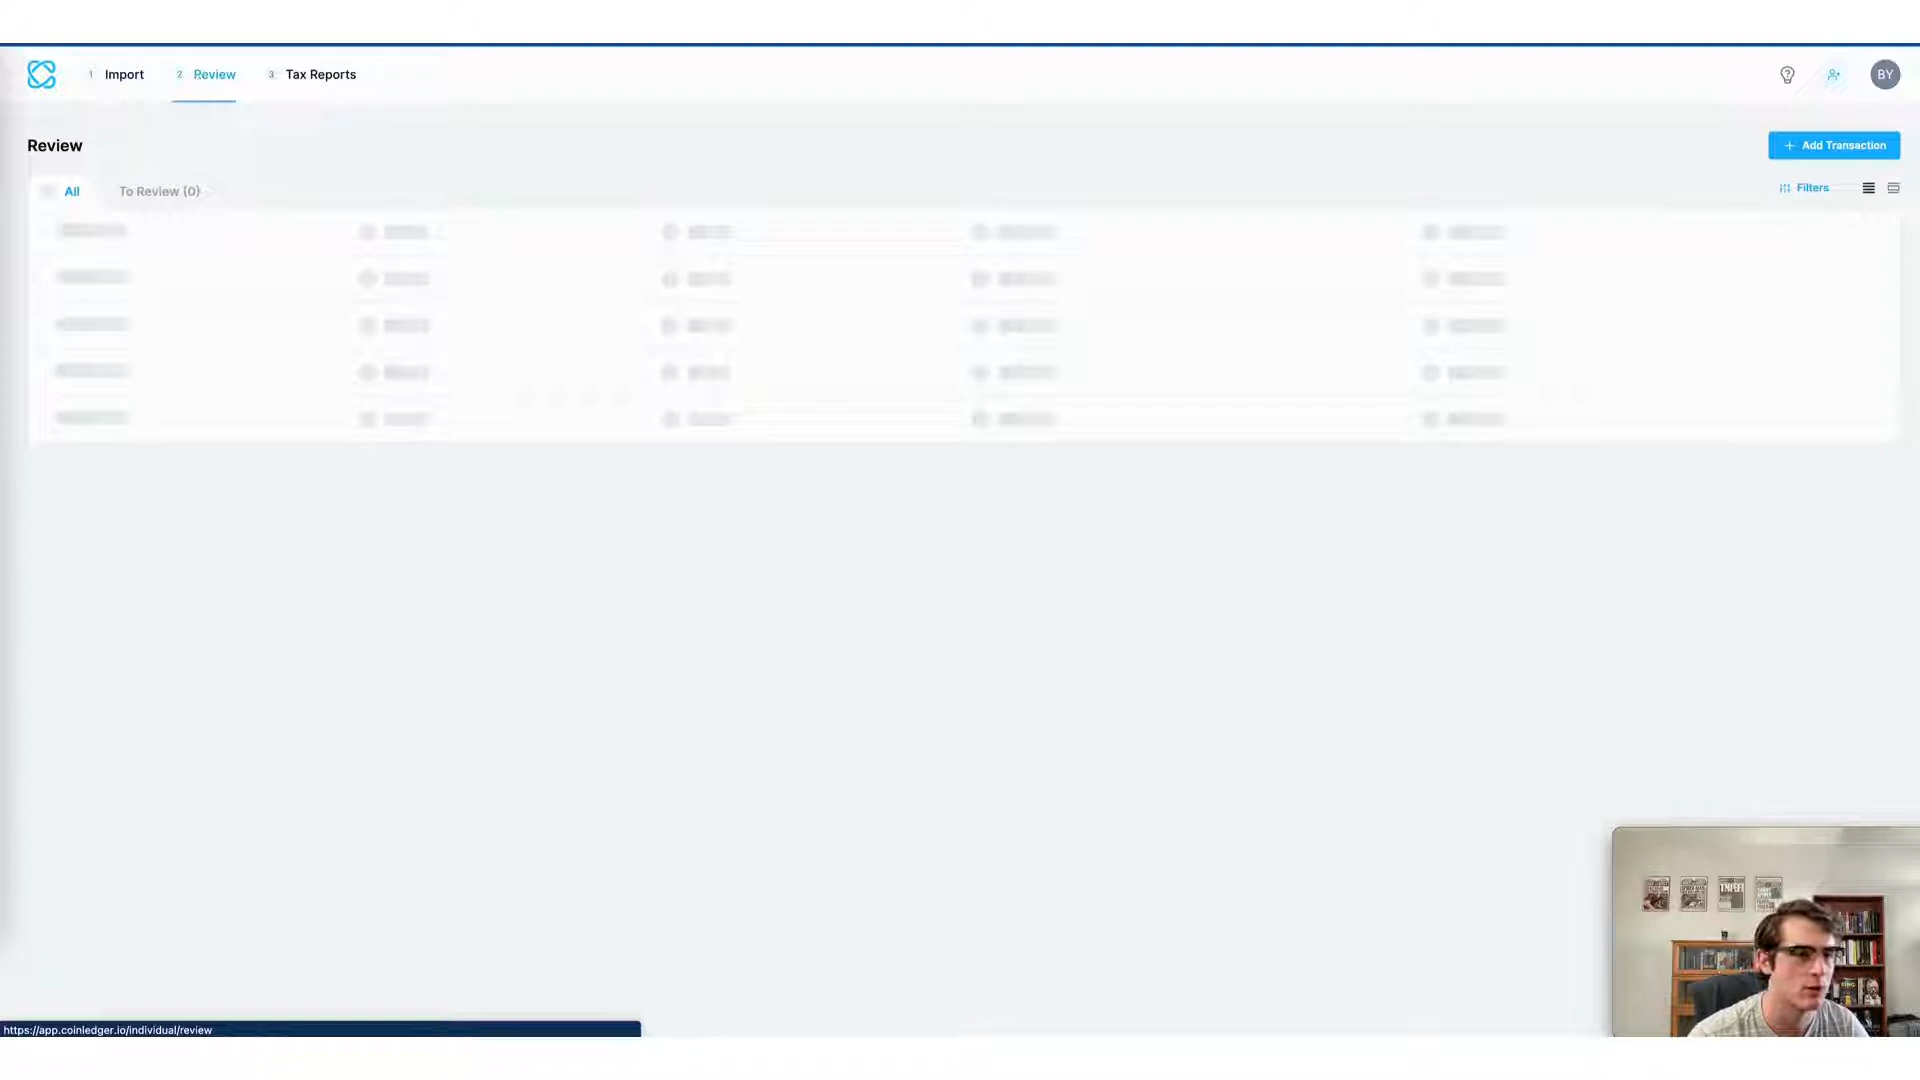 1 Import 2 Review 3 Tax Reports
BY
Review
+ Add Transaction
All To Review (0)
Filters
https://app.coinledger.io/individual/review